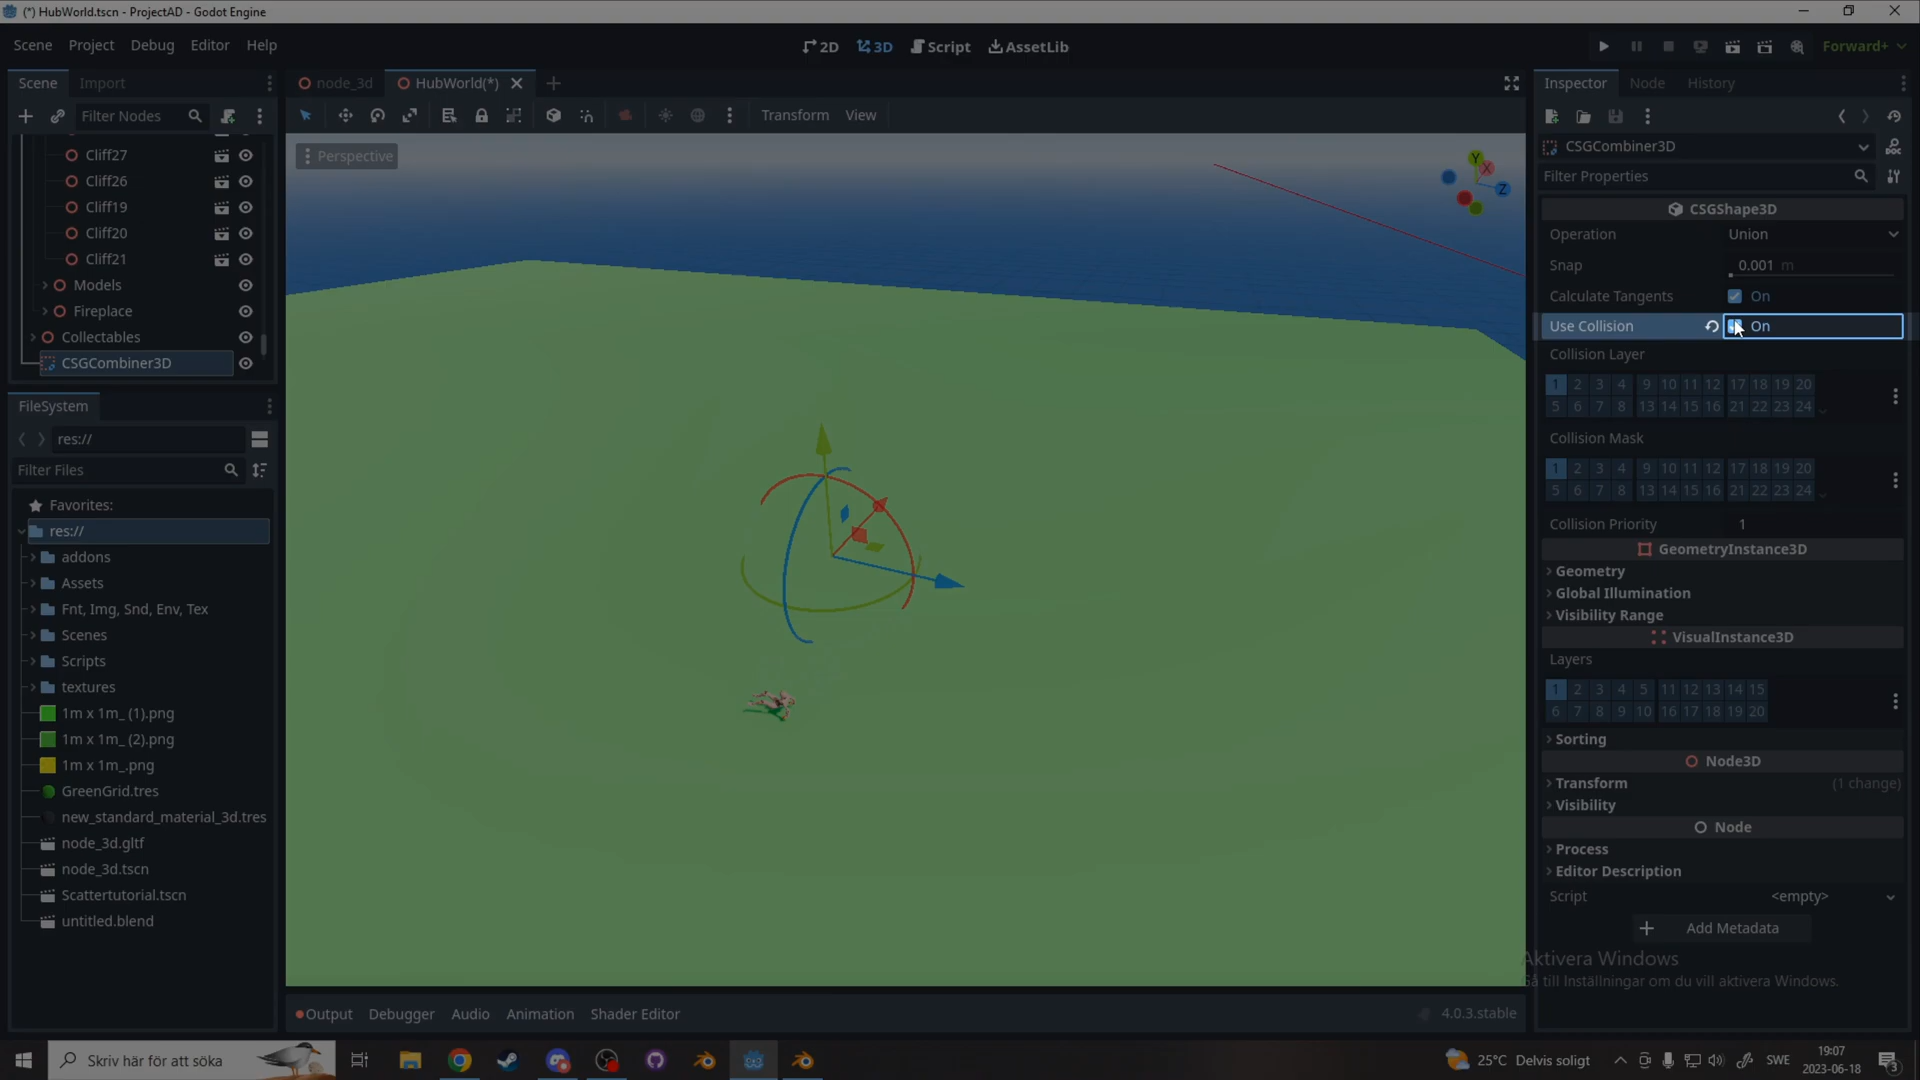 (*) HubWorld.tscn - ProjectAD - Godot Engine
Scene Project Debug Editor Help
2D 3D Script AssetLib
Forward+
Scene Import
node_3d HubWorld(*)
Inspector Node History
Filter Nodes
Transform View
CSGCombiner3D
Perspective
Filter Properties
Y
X
Z
Cliff27
Cliff26
Cliff19
Cliff20
Cliff21
Models
Fireplace
Collectables
CSGCombiner3D
CSGShape3D
Operation Union
Snap 0.001 m
Calculate Tangents On
Use Collision On
Collision Layer
1 2 3 4 9 10 11 12 17 18 19 20
5 6 7 8 13 14 15 16 21 22 23 24
Collision Mask
1 2 3 4 9 10 11 12 17 18 19 20
5 6 7 8 13 14 15 16 21 22 23 24
Collision Priority 1
GeometryInstance3D
Geometry
Global Illumination
Visibility Range
VisualInstance3D
Layers
1 2 3 4 5 11 12 13 14 15
6 7 8 9 10 16 17 18 19 20
Sorting
Node3D
Transform (1 change)
Visibility
Node
Process
Editor Description
Script <empty>
Add Metadata
FileSystem
res://
Filter Files
Favorites:
res://
addons
Assets
Fnt, Img, Snd, Env, Tex
Scenes
Scripts
textures
1m x 1m_ (1).png
1m x 1m_ (2).png
1m x 1m_.png
GreenGrid.tres
new_standard_material_3d.tres
node_3d.gltf
node_3d.tscn
Scattertutorial.tscn
untitled.blend
Aktivera Windows
Gå till Inställningar om du vill aktivera Windows.
Output Debugger Audio Animation Shader Editor
4.0.3.stable
Skriv här för att söka
25°C Delvis soligt
SWE
19:07
2023-06-18
3